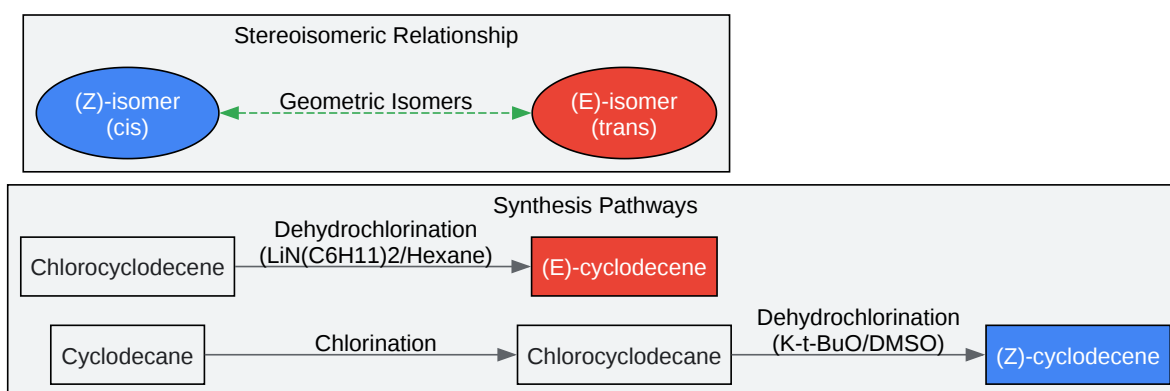 Stereoisomeric Relationship
(Z)-isomer
(cis)
Geometric Isomers
(E)-isomer
(trans)
Synthesis Pathways
Chlorocyclodecene
Dehydrochlorination
(LiN(C6H11)2/Hexane)
(E)-cyclodecene
Cyclodecane
Chlorination
Chlorocyclodecane
Dehydrochlorination
(K-t-BuO/DMSO)
(Z)-cyclodecene